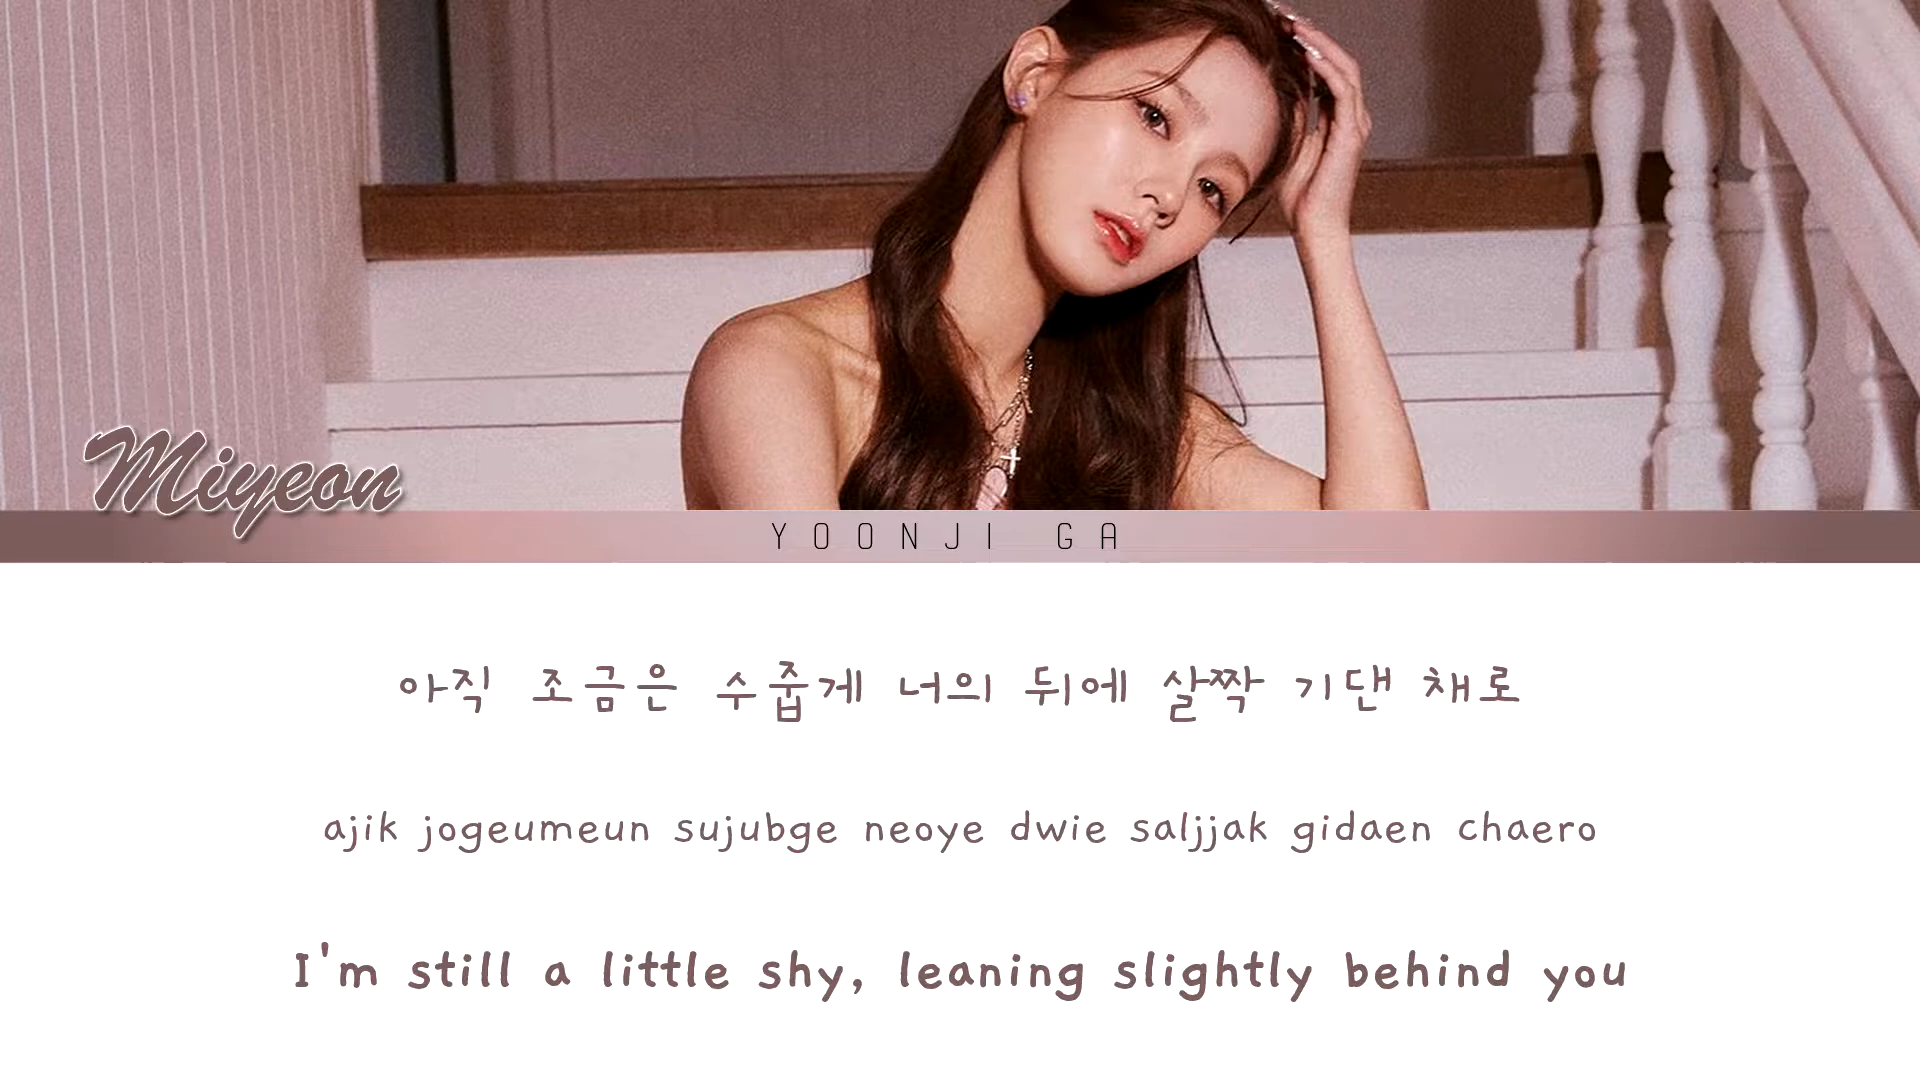 Miyeon
YOONJI GA
아직 조금은 수줍게 너의 뒤에 살짝 기댄 채로
ajik jogeumeun sujubge neoye dwie saljjak gidaen chaero
I'm still a little shy, leaning slightly behind you